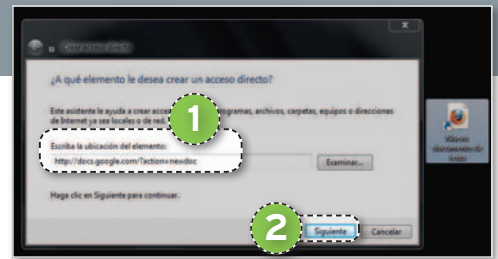 Crear acceso directo
¿A qué elemento le desea crear un acceso directo?
Este asistente le ayuda a crear programas, archivos, carpetas, equipos o direcciones
de Internet ya sea locales o de red.
1
Escriba la ubicación del elemento:
http://docs.google.com/?action=newdoc
Examinar...
Haga clic en Siguiente para continuar.
2
Siguiente
Cancelar